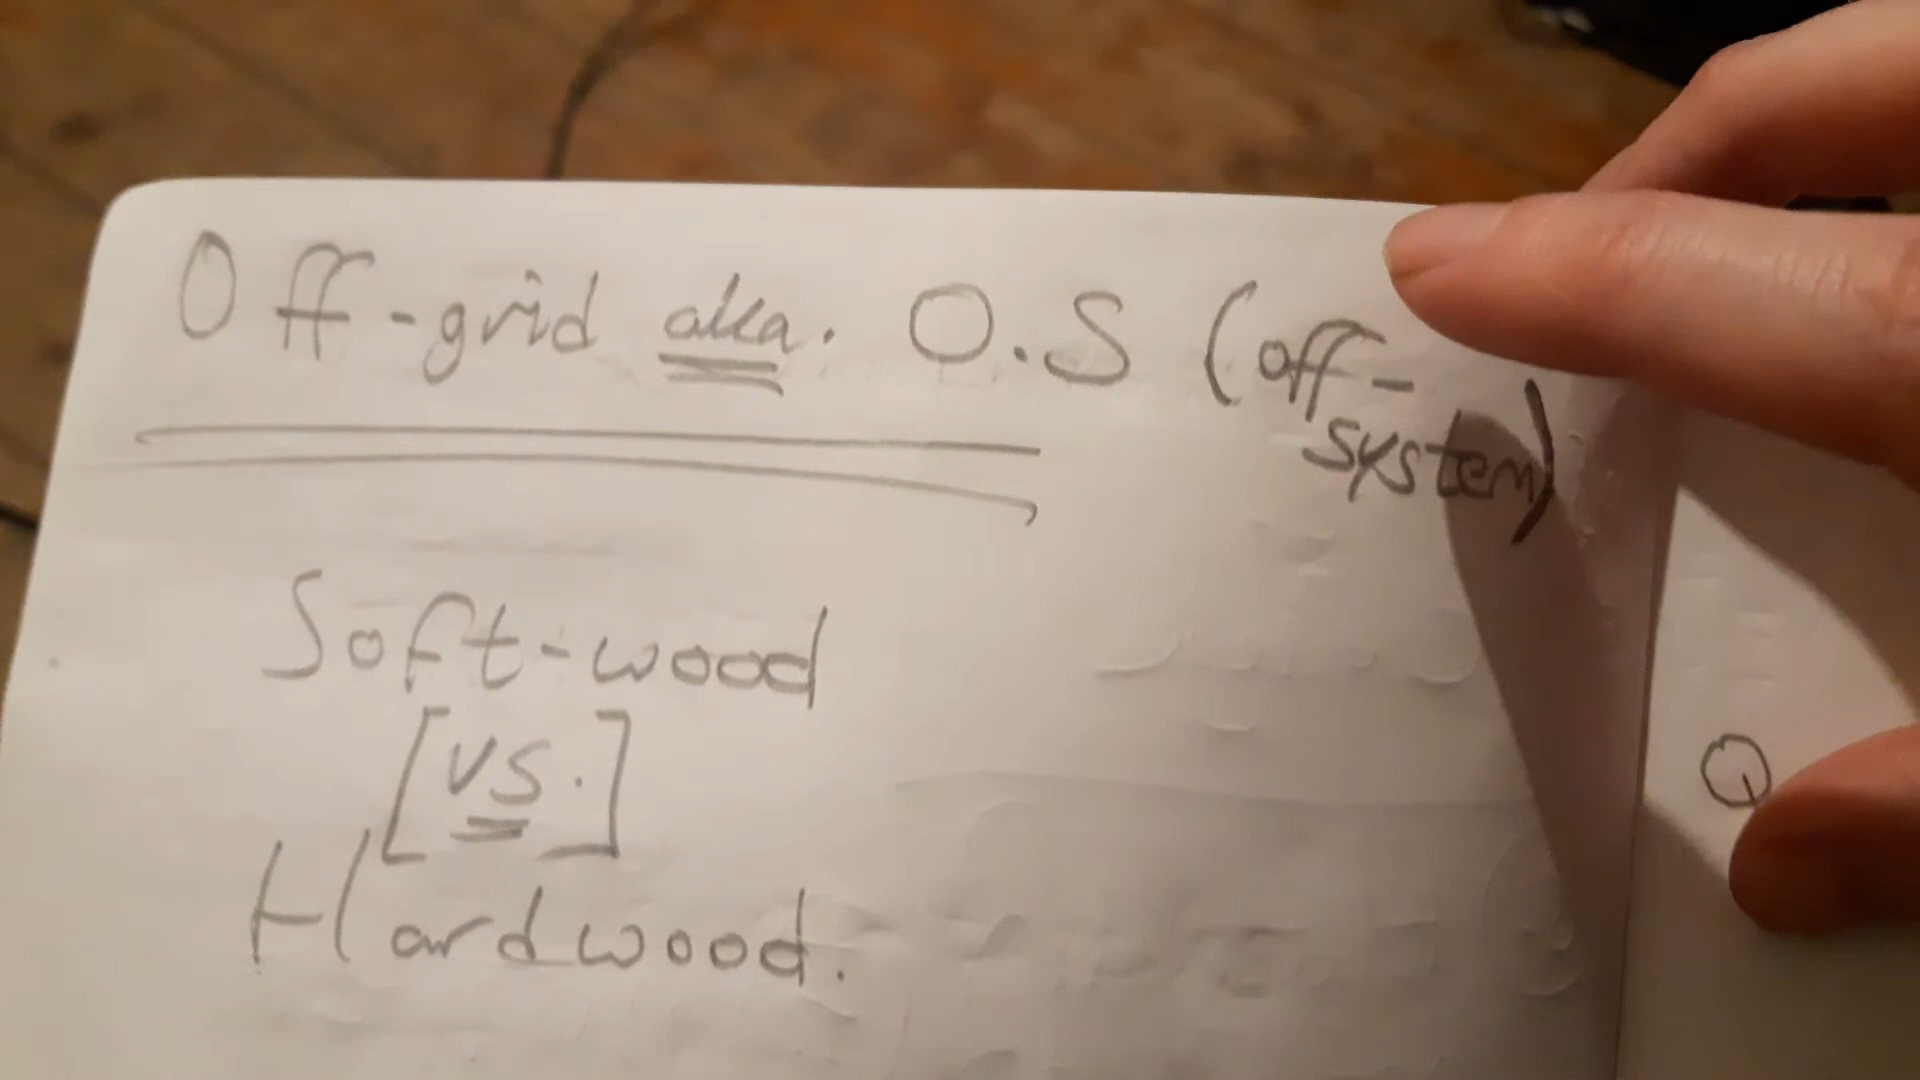 Off-grid aka. O.S (off-
system)
Soft-wood
[vs.]
Hardwood.
Q